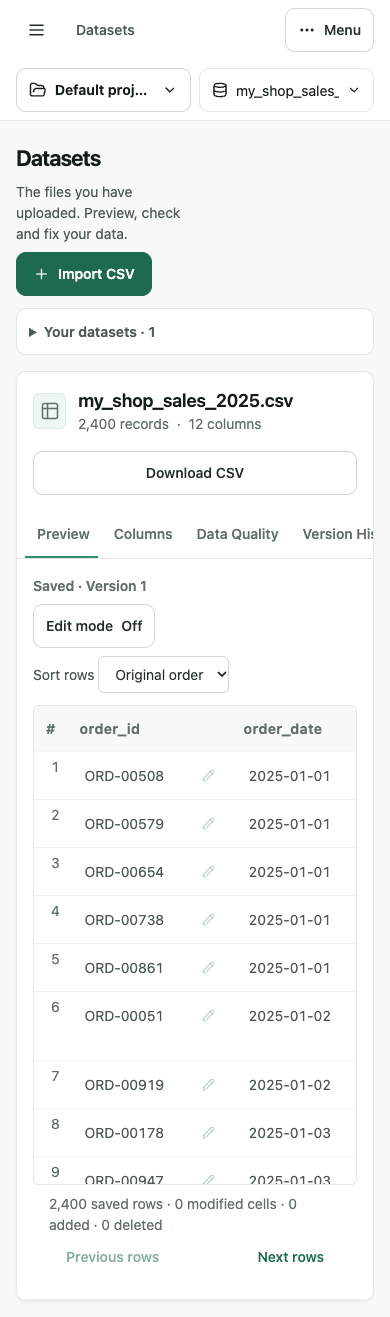 Datasets
Menu
Default proj...
my_shop_sales_
Datasets
The files you have
uploaded. Preview, check
and fix your data.
Import CSV
Your datasets · 1
my_shop_sales_2025.csv
2,400 records · 12 columns
Download CSV
Preview Columns Data Quality Version His
Saved · Version 1
Edit mode Off
Sort rows Original order
# order_id order_date
1 ORD-00508 2025-01-01
2 ORD-00579 2025-01-01
3 ORD-00654 2025-01-01
4 ORD-00738 2025-01-01
5 ORD-00861 2025-01-01
6 ORD-00051 2025-01-02
7 ORD-00919 2025-01-02
8 ORD-00178 2025-01-03
9 ORD-00947 2025-01-03
2,400 saved rows · 0 modified cells · 0
added · 0 deleted
Previous rows Next rows